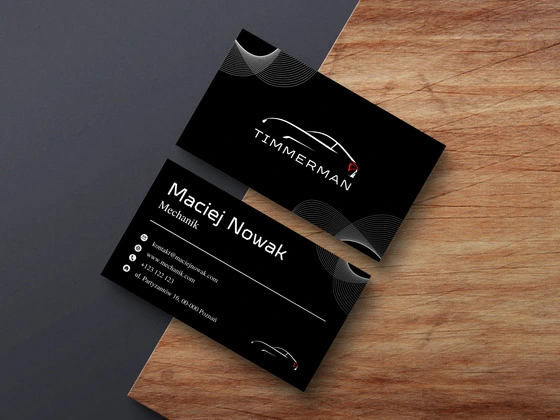 TIMMERMAN
Maciej Nowak
Mechanik
kontakt@maciejnowak.com
www.mechanik.com
+123 122 123
ul. Partyzantów 16, 00-000 Poznań